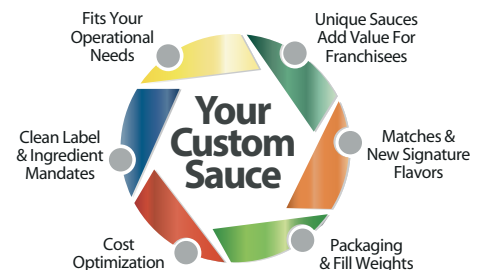 Fits Your
Operational
Needs
Unique Sauces
Add Value For
Franchisees
Your
Custom
Sauce
Clean Label
& Ingredient
Mandates
Matches &
New Signature
Flavors
Cost
Optimization
Packaging
& Fill Weights